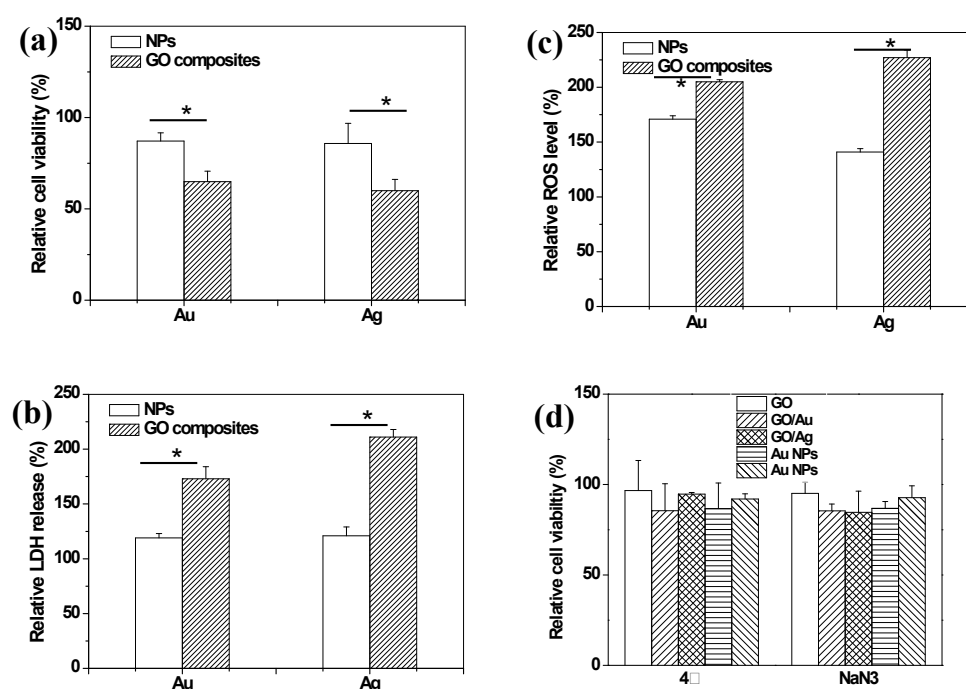 (a)
150
100
50
0
Relative cell viability (%)
NPs
GO composites
*
*
Au
Ag
(c)
250
200
150
100
50
0
Relative ROS level (%)
NPs
GO composites
*
*
Au
Ag
(b)
250
200
150
100
50
0
Relative LDH release (%)
NPs
GO composites
*
*
Au
Ag
(d)
150
100
50
0
Relative cell viabiltiy (%)
GO
GO/Au
GO/Ag
Au NPs
Au NPs
4□
NaN3